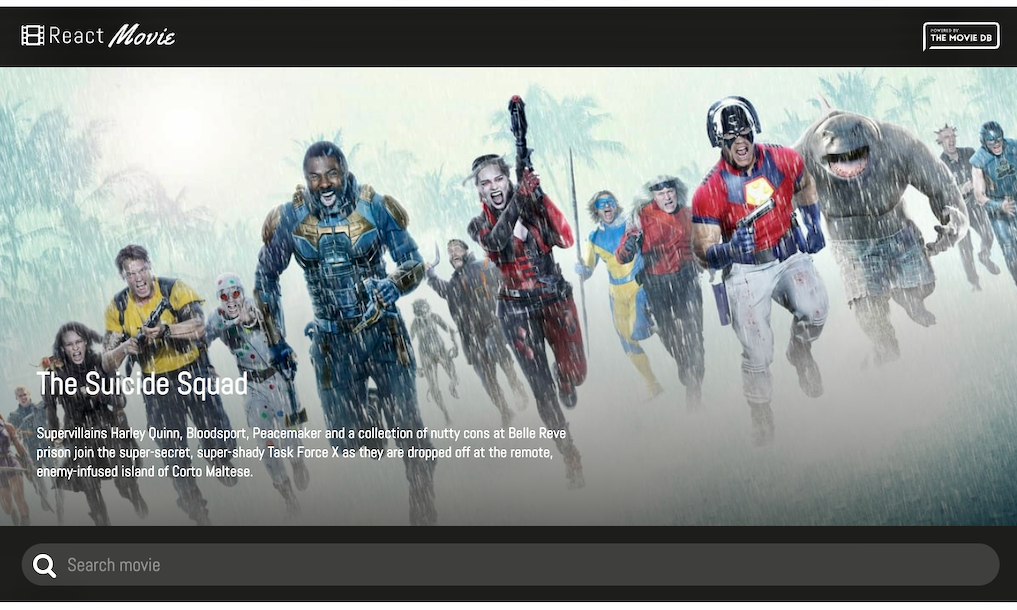 React Movie
POWERED BY
THE MOVIE DB
The Suicide Squad
Supervillains Harley Quinn, Bloodsport, Peacemaker and a collection of nutty cons at Belle Reve
prison join the super-secret, super-shady Task Force X as they are dropped off at the remote,
enemy-infused island of Corto Maltese.
Search movie